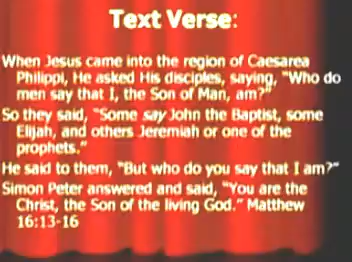 Text Verse:
When Jesus came into the region of Caesarea
Philippi, He asked His disciples, saying, "Who do
men say that I, the Son of Man, am?"
So they said, "Some say John the Baptist, some
Elijah, and others Jeremiah or one of the
prophets."
He said to them, "But who do you say that I am?"
Simon Peter answered and said, "You are the
Christ, the Son of the living God." Matthew
16:13-16